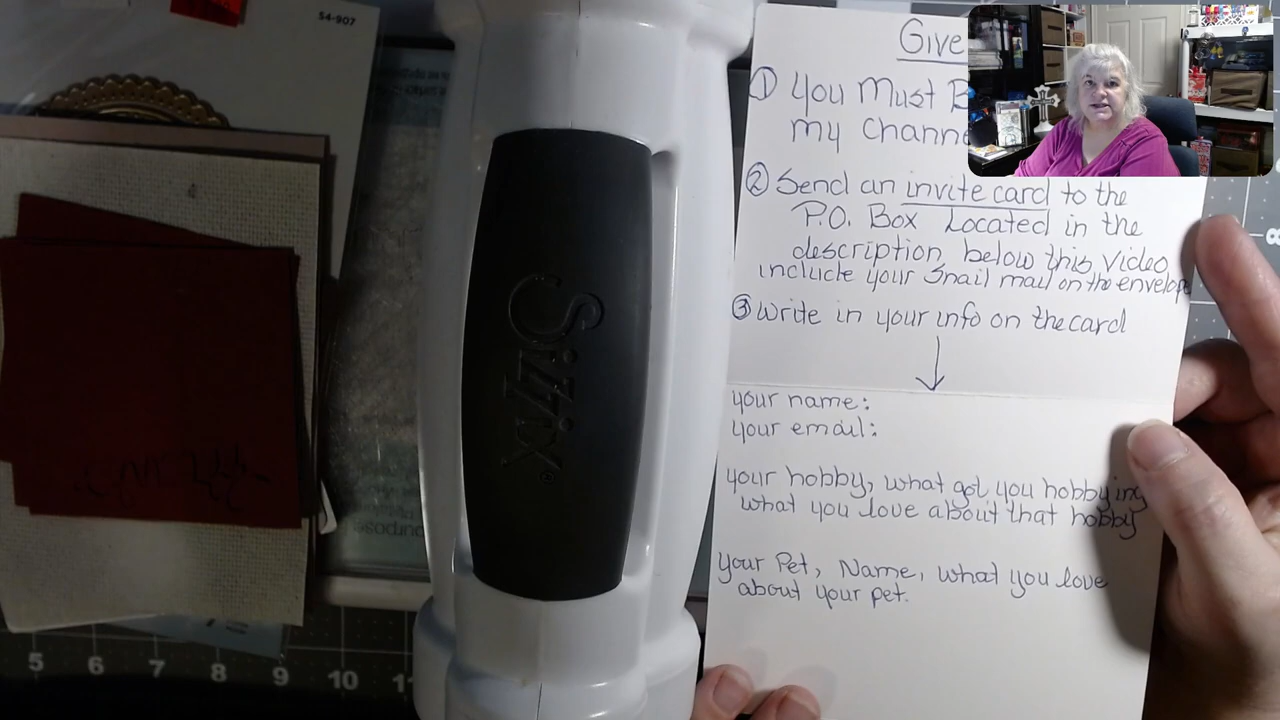 54-907
Sizzix
Give
① You Must B
my Channe
② Send an invite card to the
P.O. Box Located in the
description below this video
include your Snail mail on the envelope
③ Write in your info on the card
your name:
your email:
your hobby, what got you hobbying
what you love about that hobby
your Pet, Name, what you love
about your pet.
5 6 7 8 9 10 1
8